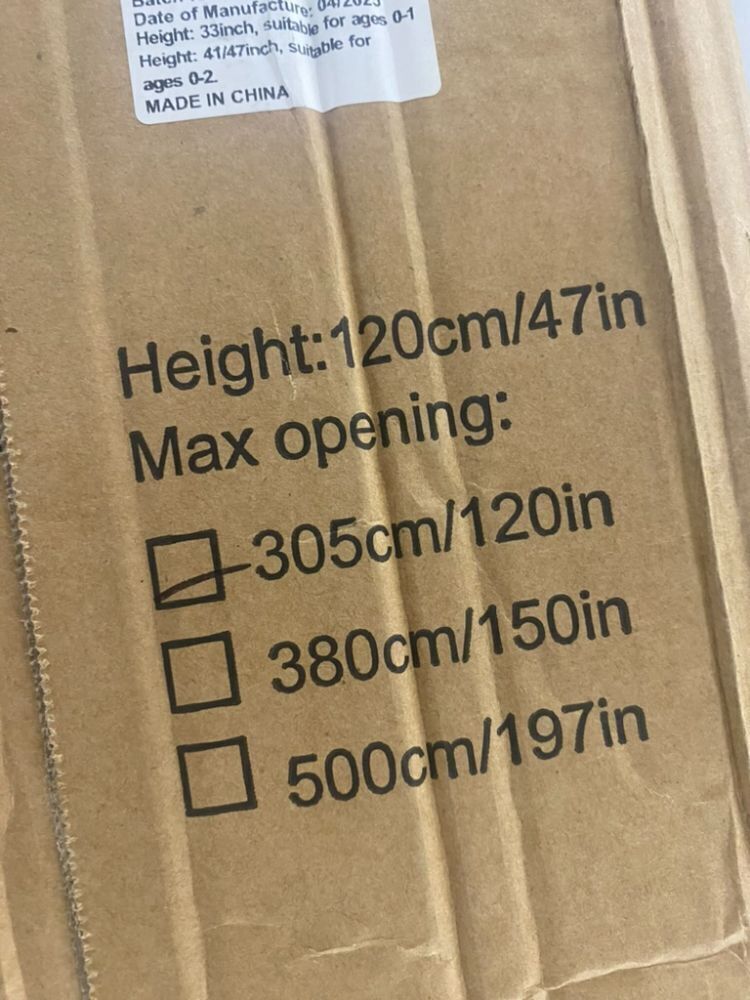 Date of Manufacture: 04/2023
Height: 33inch, suitable for ages 0-1
Height: 41/47inch, suitable for
ages 0-2.
MADE IN CHINA
Height:120cm/47in
Max opening:
305cm/120in
380cm/150in
500cm/197in